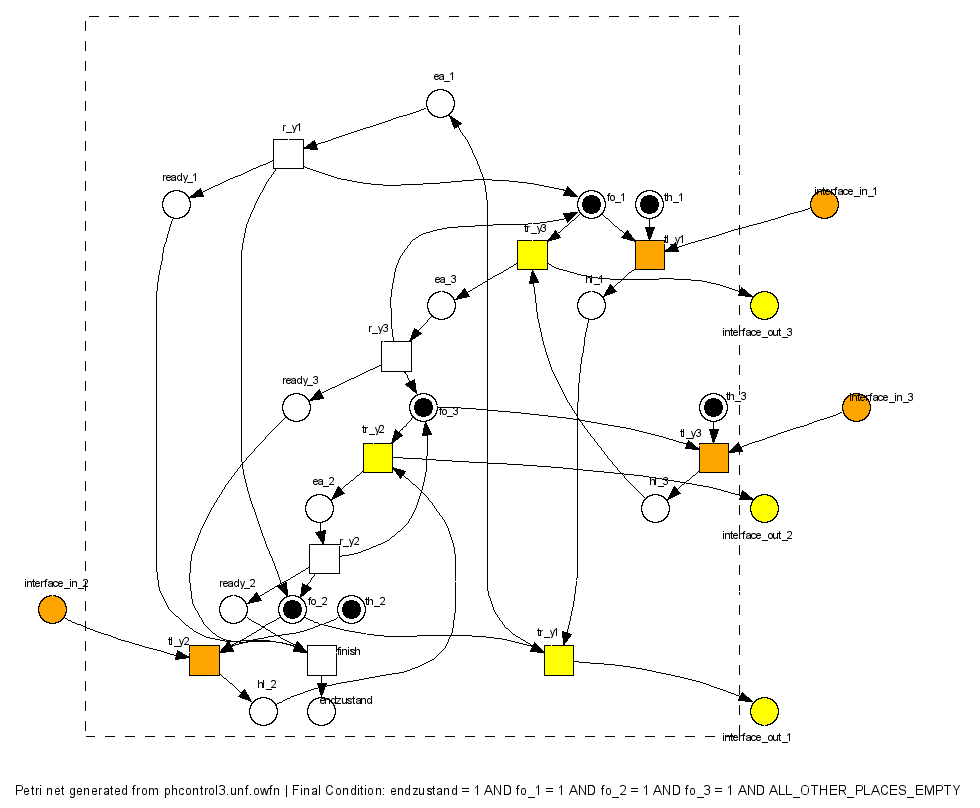 ea_1
r_y1
ready_1
interface_in_1
fo_1
th_1
tr_y3
tl_y1
ea_3
hl_1
r_y3
interface_out_3
ready_3
fo_3
th_3
interface_in_3
tr_y2
tl_y3
ea_2
hl_3
interface_out_2
r_y2
interface_in_2
ready_2
fo_2
th_2
tl_y2
finish
tr_y1
hl_2
endzustand
interface_out_1
Petri net generated from phcontrol3.unf.owfn | Final Condition: endzustand = 1 AND fo_1 = 1 AND fo_2 = 1 AND fo_3 = 1 AND ALL_OTHER_PLACES_EMPTY